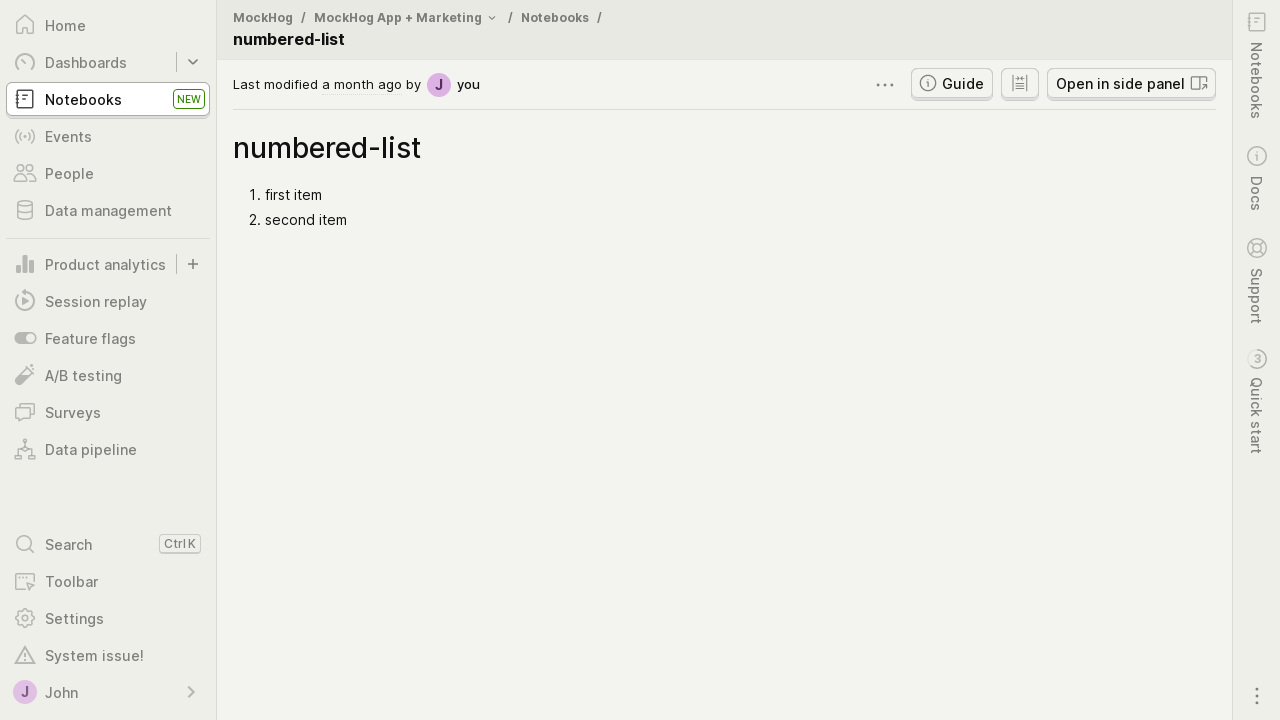 Home
Dashboards
Notebooks NEW
Events
People
Data management
Product analytics
Session replay
Feature flags
A/B testing
Surveys
Data pipeline
Search Ctrl K
Toolbar
Settings
System issue!
J John
MockHog / MockHog App + Marketing / Notebooks /
numbered-list
Last modified a month ago by J you
Guide
Open in side panel
numbered-list
1. first item
2. second item
Notebooks
Docs
Support
3 Quick start